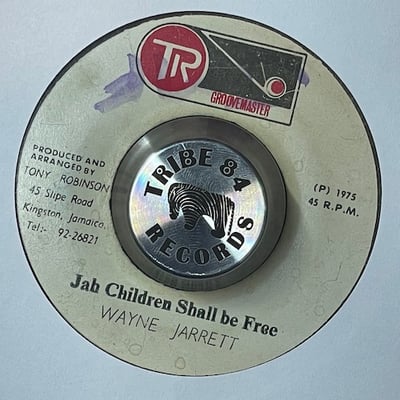 TR
GROOVEMASTER
PRODUCED AND
ARRANGED BY
TONY ROBINSON
45 Slipe Road
Kingston, Jamaica.
Tel:- 92-26821
(P) 1975
45 R.P.M.
TRIBE 84
RECORDS
Jah Children Shall be Free
WAYNE JARRETT